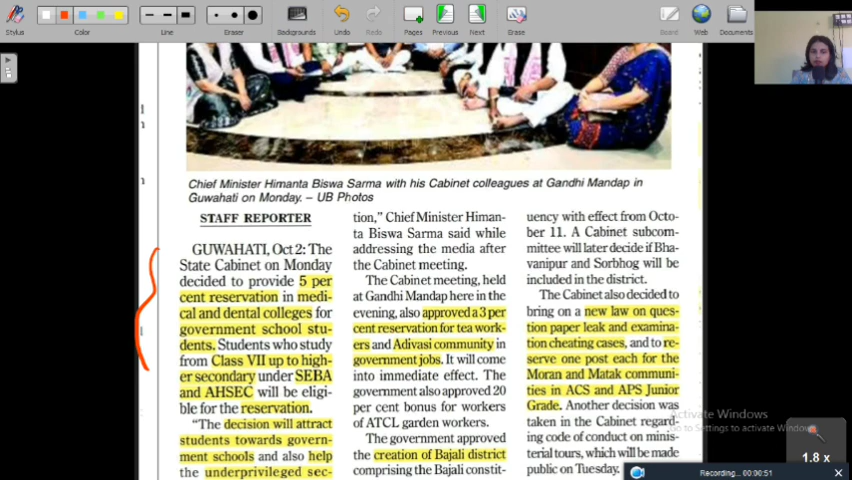 Stylus
Color
Line
Eraser
Backgrounds
Undo
Redo
Pages
Previous
Next
Erase
Board
Web
Documents
Chief Minister Himanta Biswa Sarma with his Cabinet colleagues at Gandhi Mandap in
Guwahati on Monday. – UB Photos
STAFF REPORTER
GUWAHATI, Oct 2: The
State Cabinet on Monday
decided to provide 5 per
cent reservation in medi-
cal and dental colleges for
government school stu-
dents. Students who study
from Class VII up to high-
er secondary under SEBA
and AHSEC will be eligi-
ble for the reservation.
“The decision will attract
students towards govern-
ment schools and also help
the underprivileged sec-
tion,” Chief Minister Himan-
ta Biswa Sarma said while
addressing the media after
the Cabinet meeting.
The Cabinet meeting, held
at Gandhi Mandap here in the
evening, also approved a 3 per
cent reservation for tea work-
ers and Adivasi community in
government jobs. It will come
into immediate effect. The
government also approved 20
per cent bonus for workers
of ATCL garden workers.
The government approved
the creation of Bajali district
comprising the Bajali constit-
uency with effect from Octo-
ber 11. A Cabinet subcom-
mittee will later decide if Bha-
vanipur and Sorbhog will be
included in the district.
The Cabinet also decided to
bring on a new law on ques-
tion paper leak and examina-
tion cheating cases, and to re-
serve one post each for the
Moran and Matak communi-
ties in ACS and APS Junior
Grade. Another decision was
taken in the Cabinet regard-
ing code of conduct on minis-
terial tours, which will be made
public on Tuesday.
Activate Windows
Go to Settings to activate Windows.
1.8 x
Recording... 00:00:51